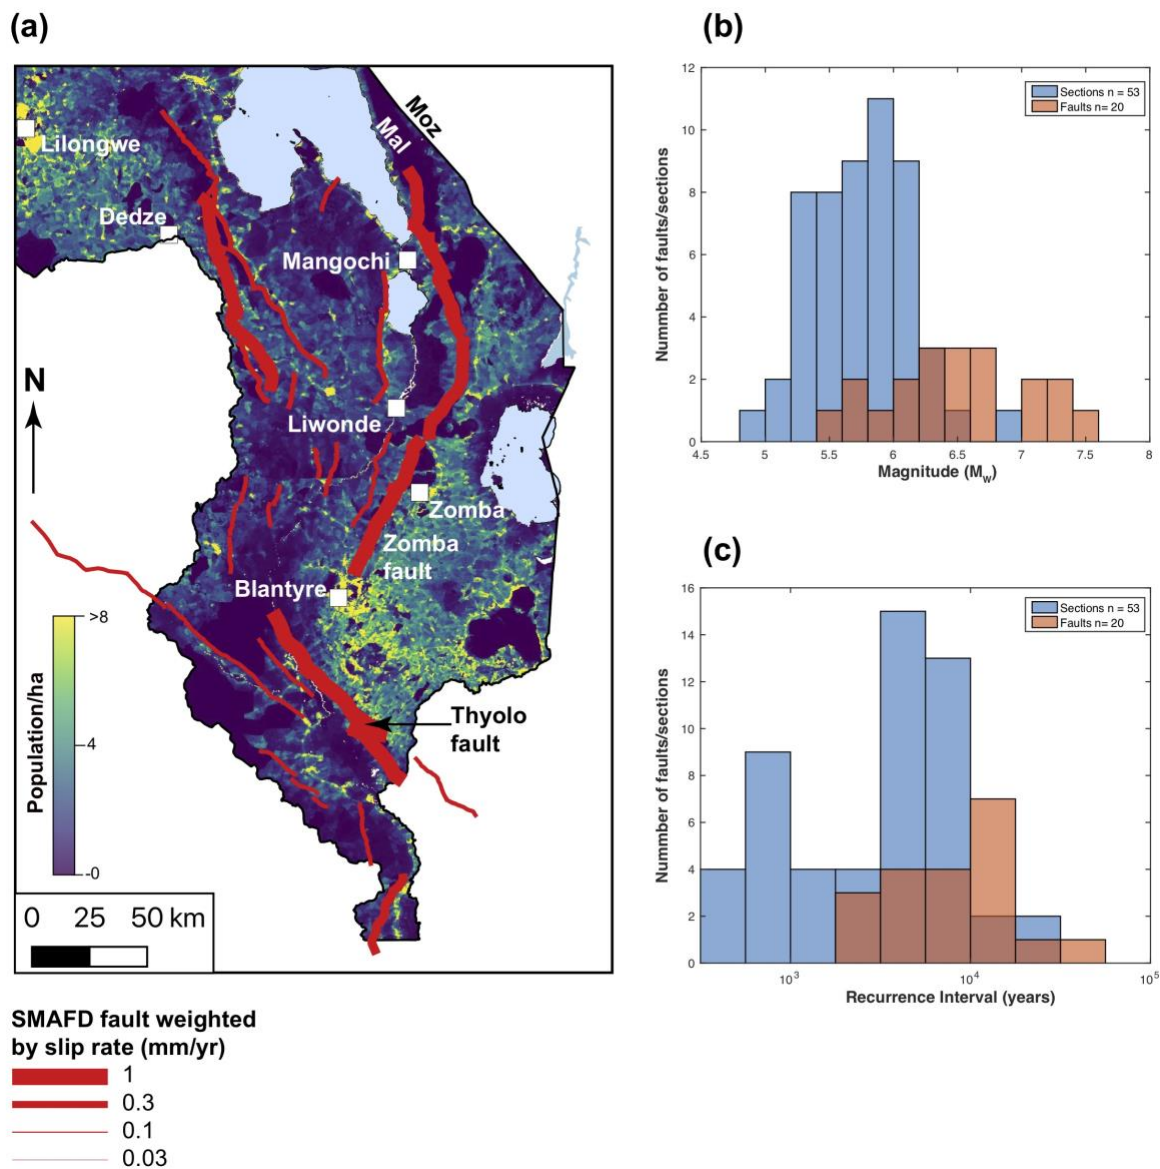 (a)
Moz
Mal
Lilongwe
Dedze
Mangochi
N
Liwonde
Zomba
Zomba
fault
Blantyre
>8
4
-0
Population/ha
Thyolo
fault
0 25 50 km
SMAFD fault weighted
by slip rate (mm/yr)
1
0.3
0.1
0.03
(b)
12
10
8
6
4
2
0
Nummber of faults/sections
Sections n = 53
Faults n= 20
4.5 5 5.5 6 6.5 7 7.5 8
Magnitude (MW)
(c)
16
14
12
10
8
6
4
2
0
Nummber of faults/sections
Sections n = 53
Faults n= 20
10³ 10⁴ 10⁵
Recurrence Interval (years)